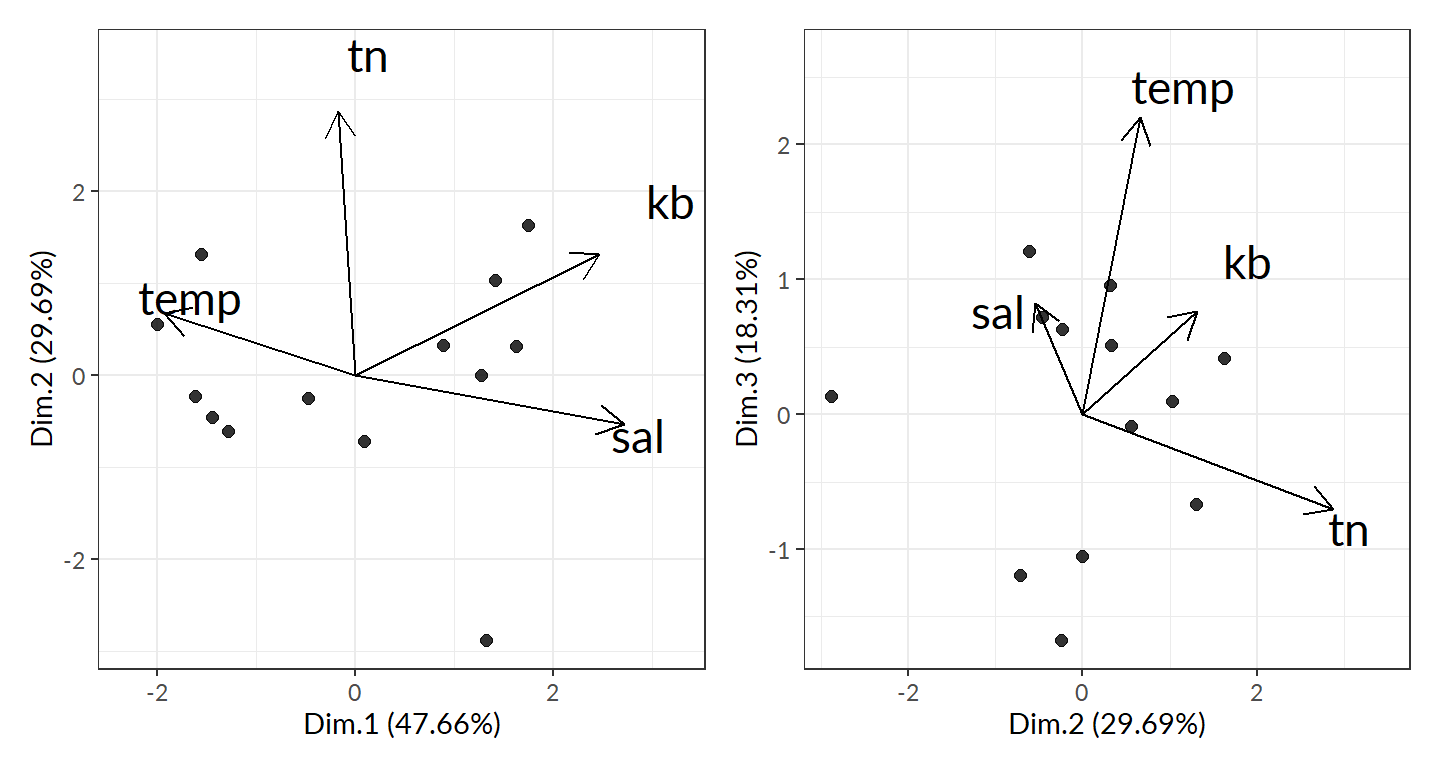 tn
kb
temp
sal
2
0
-2
-2
0
2
Dim.2 (29.69%)
Dim.1 (47.66%)
temp
kb
sal
tn
2
1
0
-1
-2
0
2
Dim.3 (18.31%)
Dim.2 (29.69%)